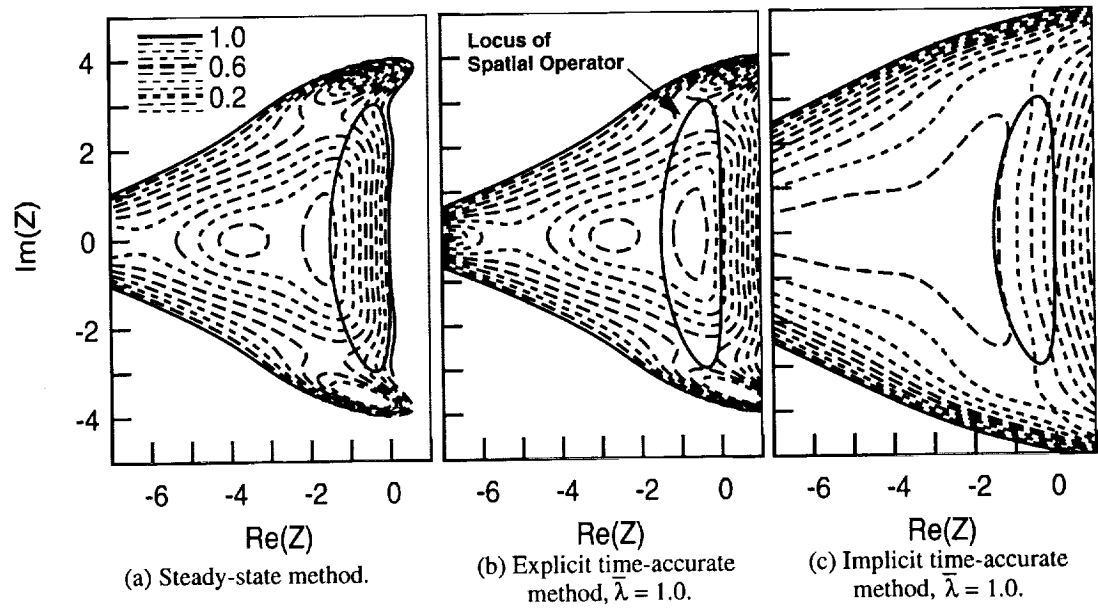 1.0
0.6
0.2
Locus of
Spatial Operator
4
2
0
-2
-4
Im(Z)
-6 -4 -2 0
-6 -4 -2 0
-6 -4 -2 0
Re(Z)
Re(Z)
Re(Z)
(a) Steady-state method.
(b) Explicit time-accurate
method, λ̄ = 1.0.
(c) Implicit time-accurate
method, λ̄ = 1.0.